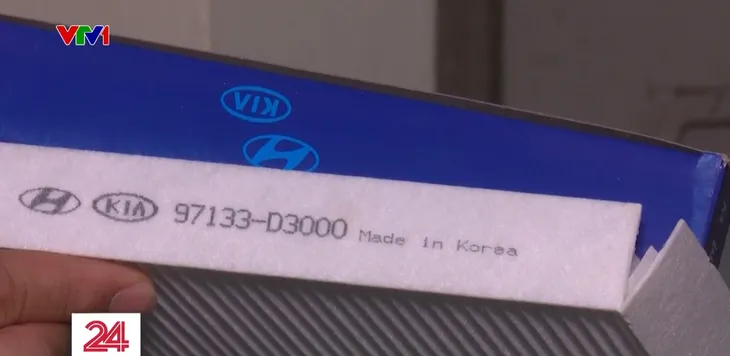 VTV1
KIA
KIA 97133-D3000 Made in Korea
24